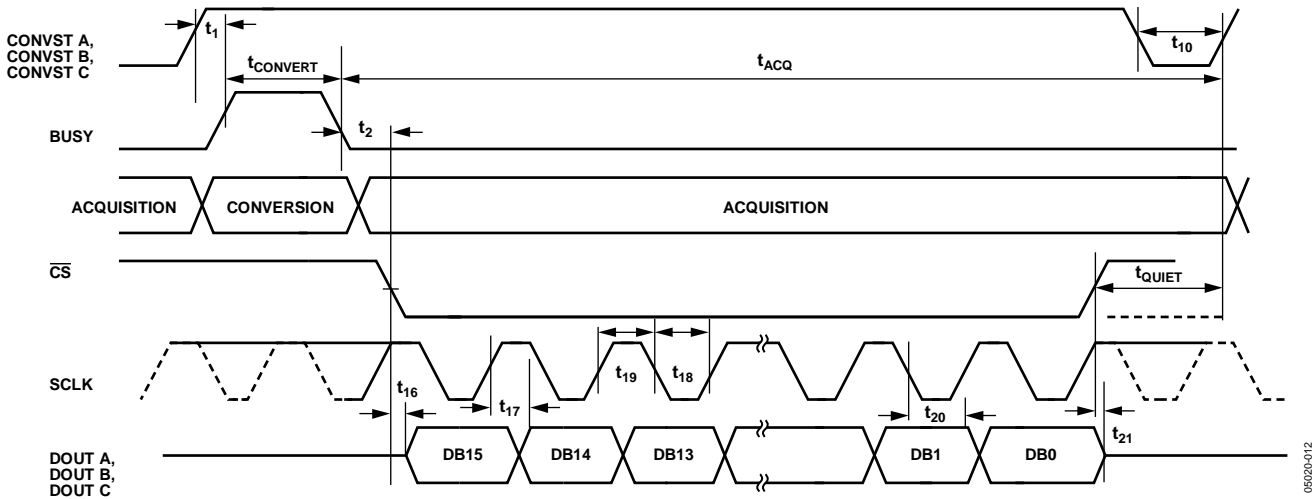 CONVST A,
CONVST B,
CONVST C
t1
tCONVERT
tACQ
t10
BUSY
t2
ACQUISITION
CONVERSION
ACQUISITION
CS
tQUIET
SCLK
t16
t17
t19
t18
t20
t21
DOUT A,
DOUT B,
DOUT C
DB15
DB14
DB13
DB1
DB0
05020-012